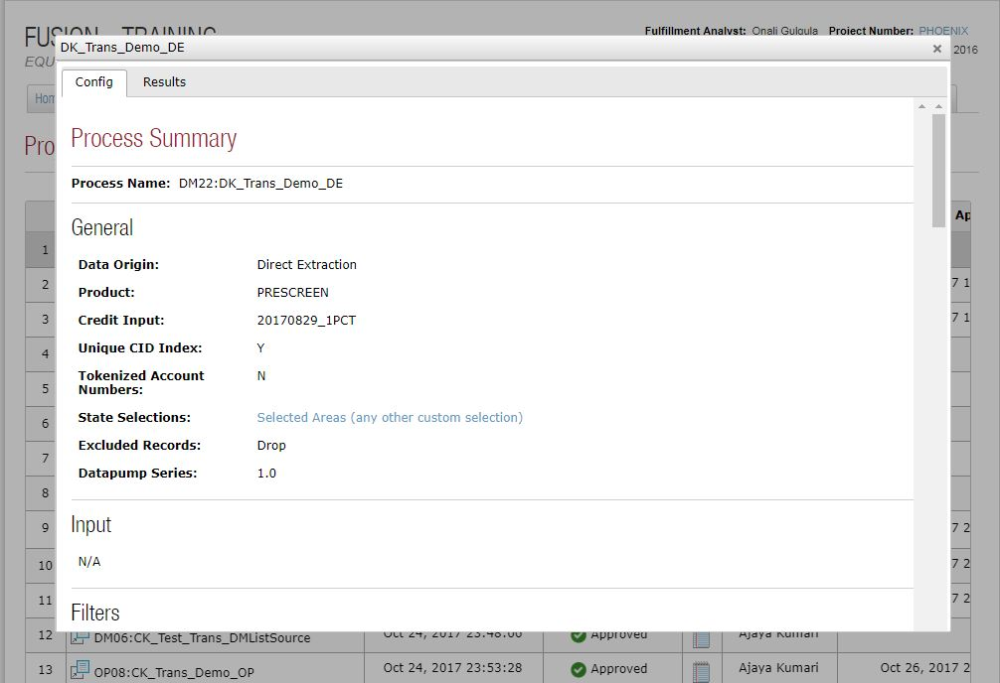 FUSION - TRAINING
Fulfillment Analyst: Onali Gulgula Project Number: PHOENIX
DK_Trans_Demo_DE
2016
EQU
Config Results
Hom
Process Summary
Pro
Process Name: DM22:DK_Trans_Demo_DE
General
Ap
1
Data Origin: Direct Extraction
2
7 1
Product: PRESCREEN
3
7 1
Credit Input: 20170829_1PCT
4
Unique CID Index: Y
5
Tokenized Account
Numbers: N
6
State Selections: Selected Areas (any other custom selection)
7
Excluded Records: Drop
8
Datapump Series: 1.0
9
7 2
Input
10
7 2
N/A
11
7 2
Filters
12 DM06:CK_Test_Trans_DMListSource Oct 24, 2017 23:48:06 Approved Ajaya Kumari
13 OP08:CK_Trans_Demo_OP Oct 24, 2017 23:53:28 Approved Ajaya Kumari Oct 26, 2017 2